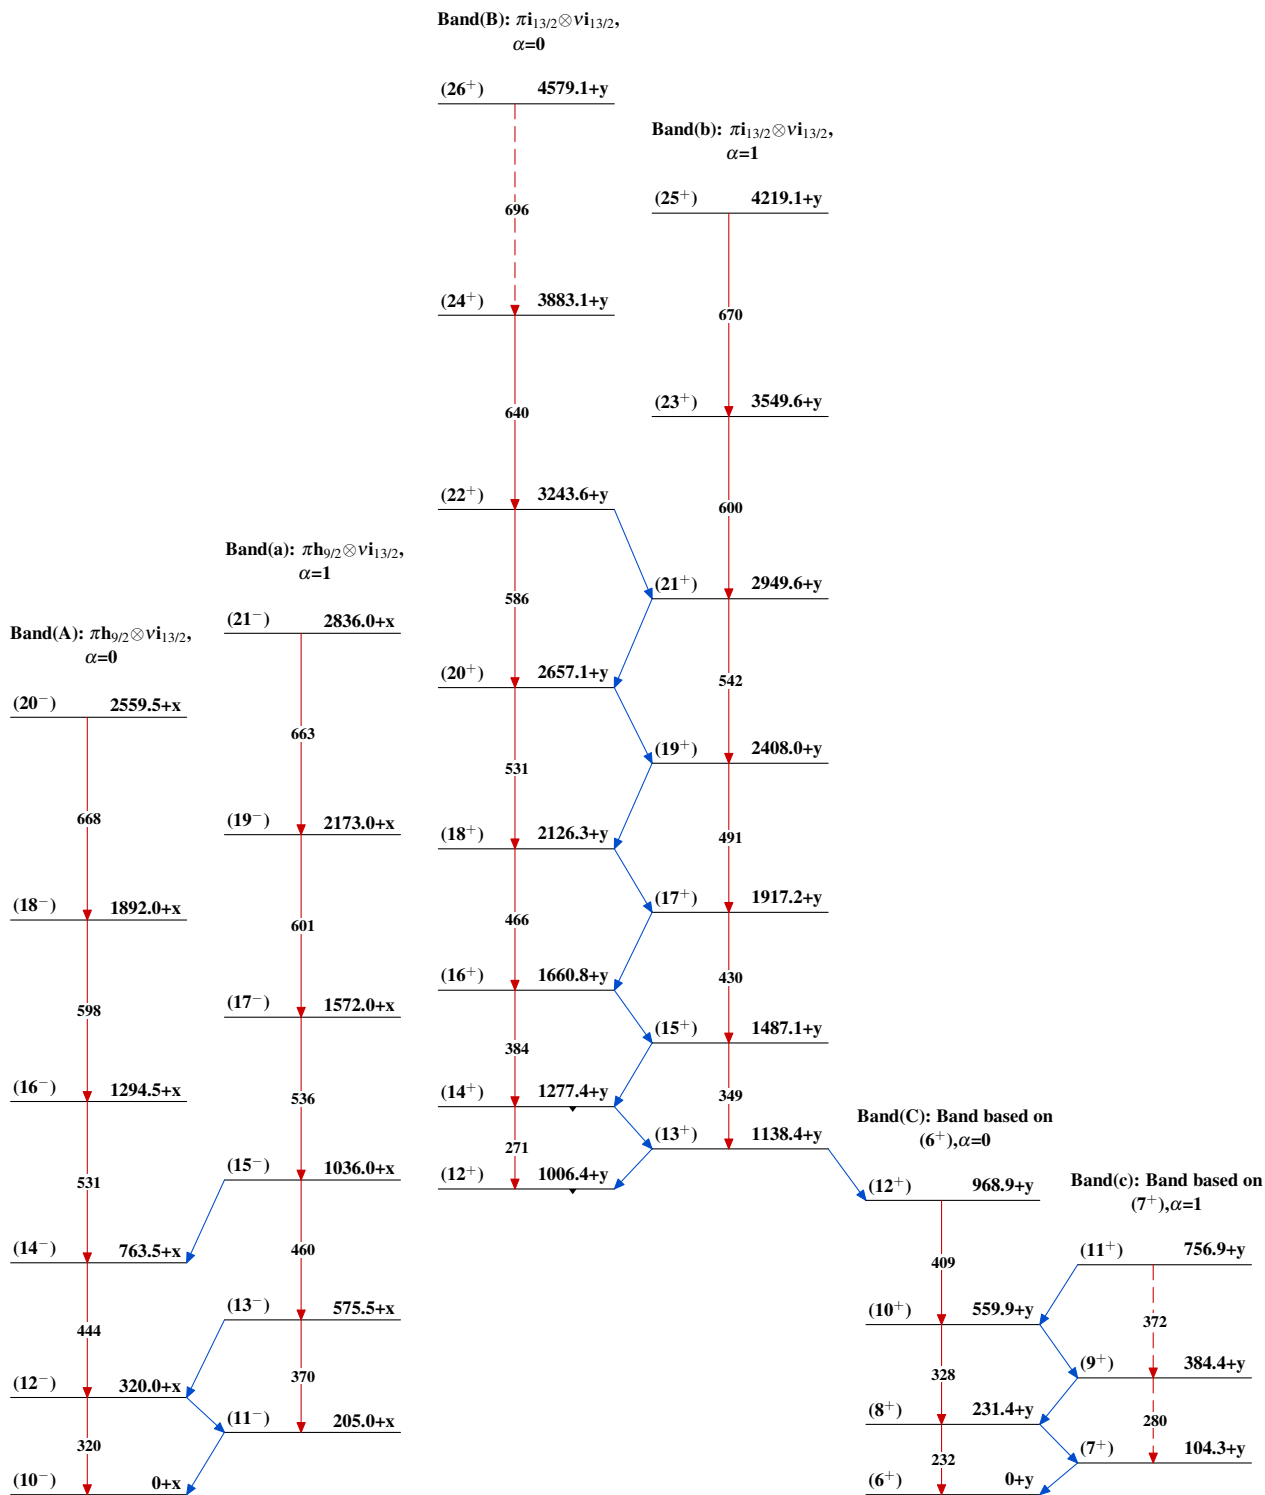 Band(B): πi13/2⊗νi13/2,
α=0
(26+) 4579.1+y
696
(24+) 3883.1+y
640
(22+) 3243.6+y
586
(20+) 2657.1+y
531
(18+) 2126.3+y
466
(16+) 1660.8+y
384
(14+) 1277.4+y
271
(12+) 1006.4+y
Band(b): πi13/2⊗νi13/2,
α=1
(25+) 4219.1+y
670
(23+) 3549.6+y
600
(21+) 2949.6+y
542
(19+) 2408.0+y
491
(17+) 1917.2+y
430
(15+) 1487.1+y
349
(13+) 1138.4+y
Band(a): πh9/2⊗νi13/2,
α=1
(21−) 2836.0+x
663
(19−) 2173.0+x
601
(17−) 1572.0+x
536
(15−) 1036.0+x
460
(13−) 575.5+x
370
(11−) 205.0+x
Band(A): πh9/2⊗νi13/2,
α=0
(20−) 2559.5+x
668
(18−) 1892.0+x
598
(16−) 1294.5+x
531
(14−) 763.5+x
444
(12−) 320.0+x
320
(10−) 0+x
Band(C): Band based on
(6+),α=0
(12+) 968.9+y
409
(10+) 559.9+y
328
(8+) 231.4+y
232
(6+) 0+y
Band(c): Band based on
(7+),α=1
(11+) 756.9+y
372
(9+) 384.4+y
280
(7+) 104.3+y